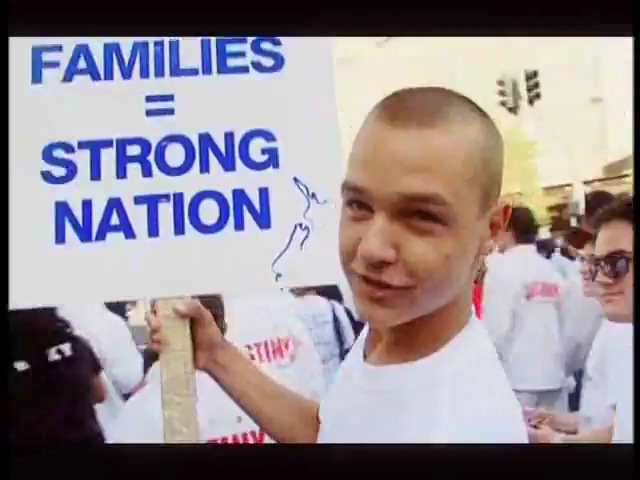 FAMILIES
=
STRONG
NATION